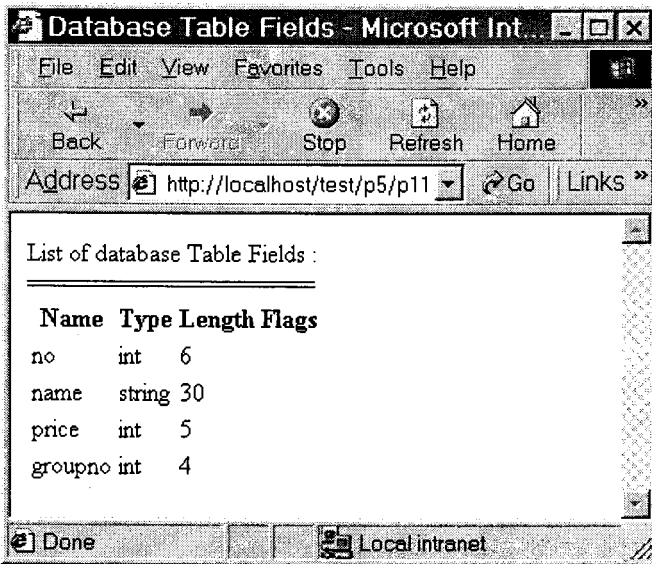 Database Table Fields - Microsoft Int...
File Edit View Favorites Tools Help
Back Forward Stop Refresh Home »
Address http://localhost/test/p5/p11 Go Links »
List of database Table Fields :
Name Type Length Flags
no int 6
name string 30
price int 5
groupno int 4
Done Local intranet